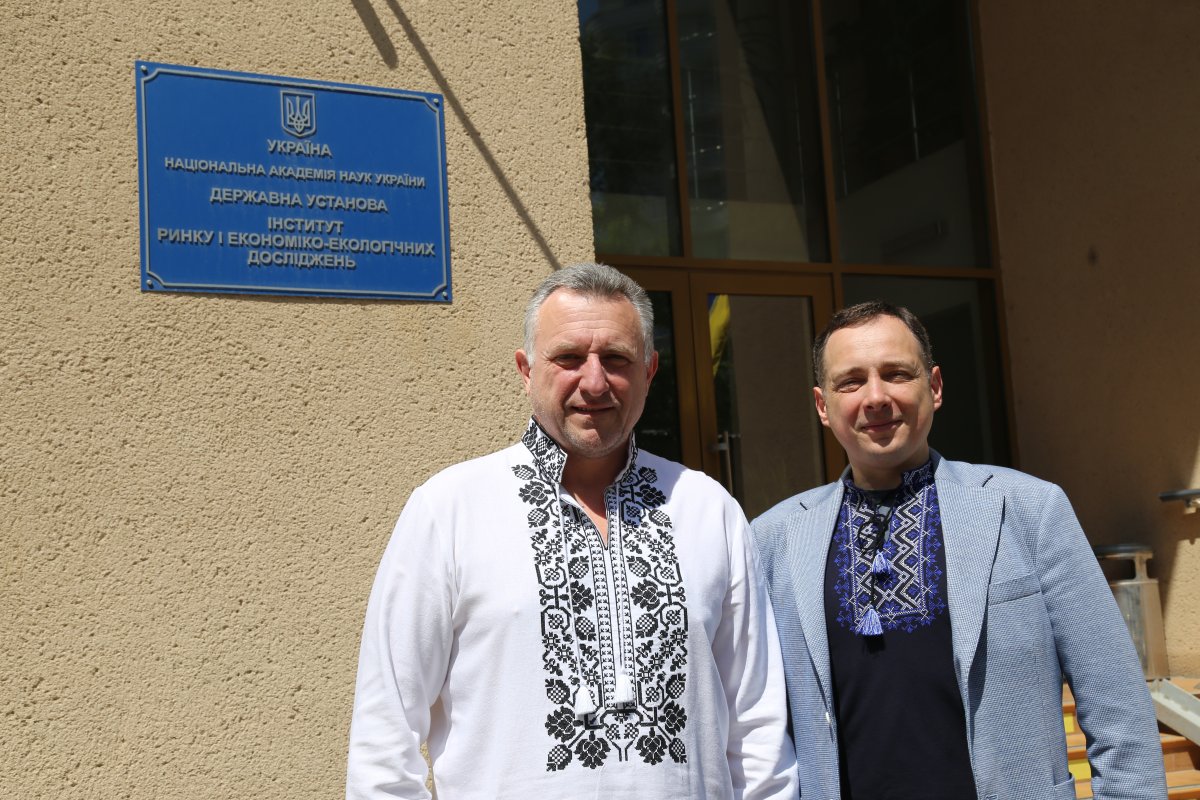 УКРАЇНА
НАЦІОНАЛЬНА АКАДЕМІЯ НАУК УКРАЇНИ
ДЕРЖАВНА УСТАНОВА
ІНСТИТУТ
РИНКУ І ЕКОНОМІКО-ЕКОЛОГІЧНИХ
ДОСЛІДЖЕНЬ